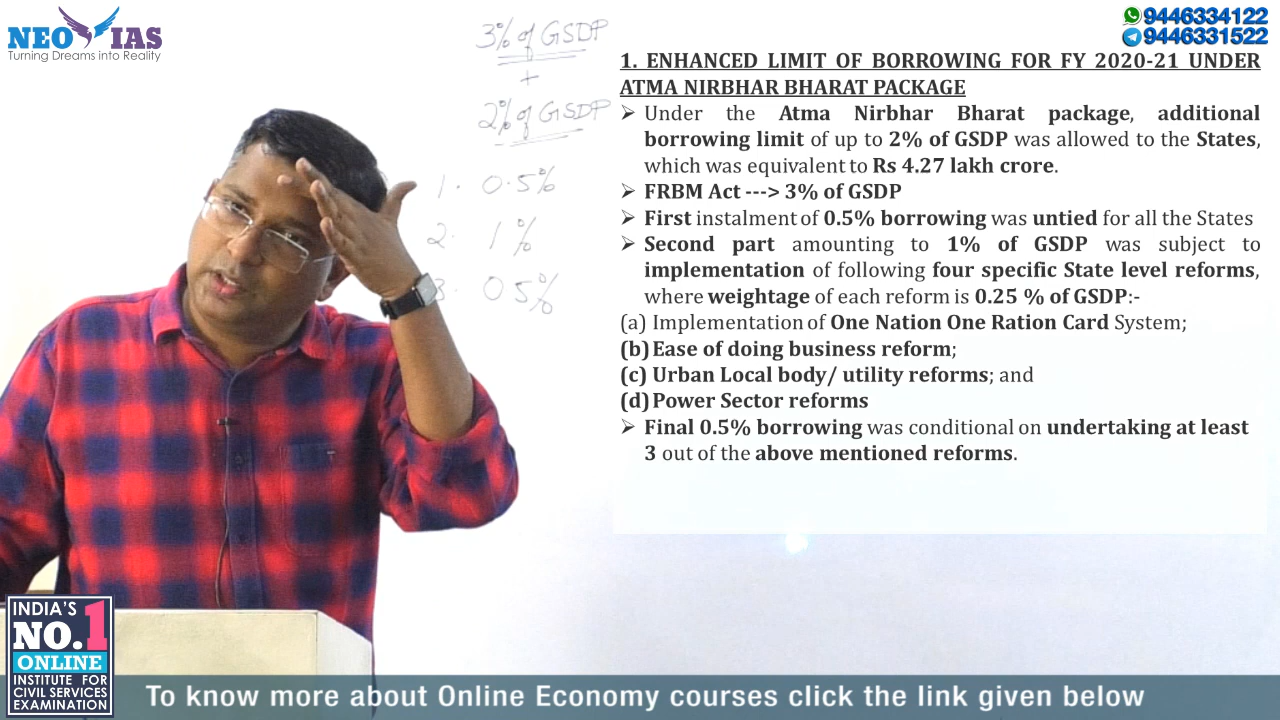 NEO IAS
Turning Dreams into Reality
9446334122
9446331522
3% of GSDP
+
2% of GSDP
1. 0.5%
2. 1%
3. 05%
1. ENHANCED LIMIT OF BORROWING FOR FY 2020-21 UNDER
ATMA NIRBHAR BHARAT PACKAGE
➢ Under the Atma Nirbhar Bharat package, additional
borrowing limit of up to 2% of GSDP was allowed to the States,
which was equivalent to Rs 4.27 lakh crore.
➢ FRBM Act ---> 3% of GSDP
➢ First instalment of 0.5% borrowing was untied for all the States
➢ Second part amounting to 1% of GSDP was subject to
implementation of following four specific State level reforms,
where weightage of each reform is 0.25 % of GSDP:-
(a) Implementation of One Nation One Ration Card System;
(b) Ease of doing business reform;
(c) Urban Local body/ utility reforms; and
(d) Power Sector reforms
➢ Final 0.5% borrowing was conditional on undertaking at least
3 out of the above mentioned reforms.
INDIA'S
NO.1
ONLINE
INSTITUTE FOR
CIVIL SERVICES
EXAMINATION
To know more about Online Economy courses click the link given below